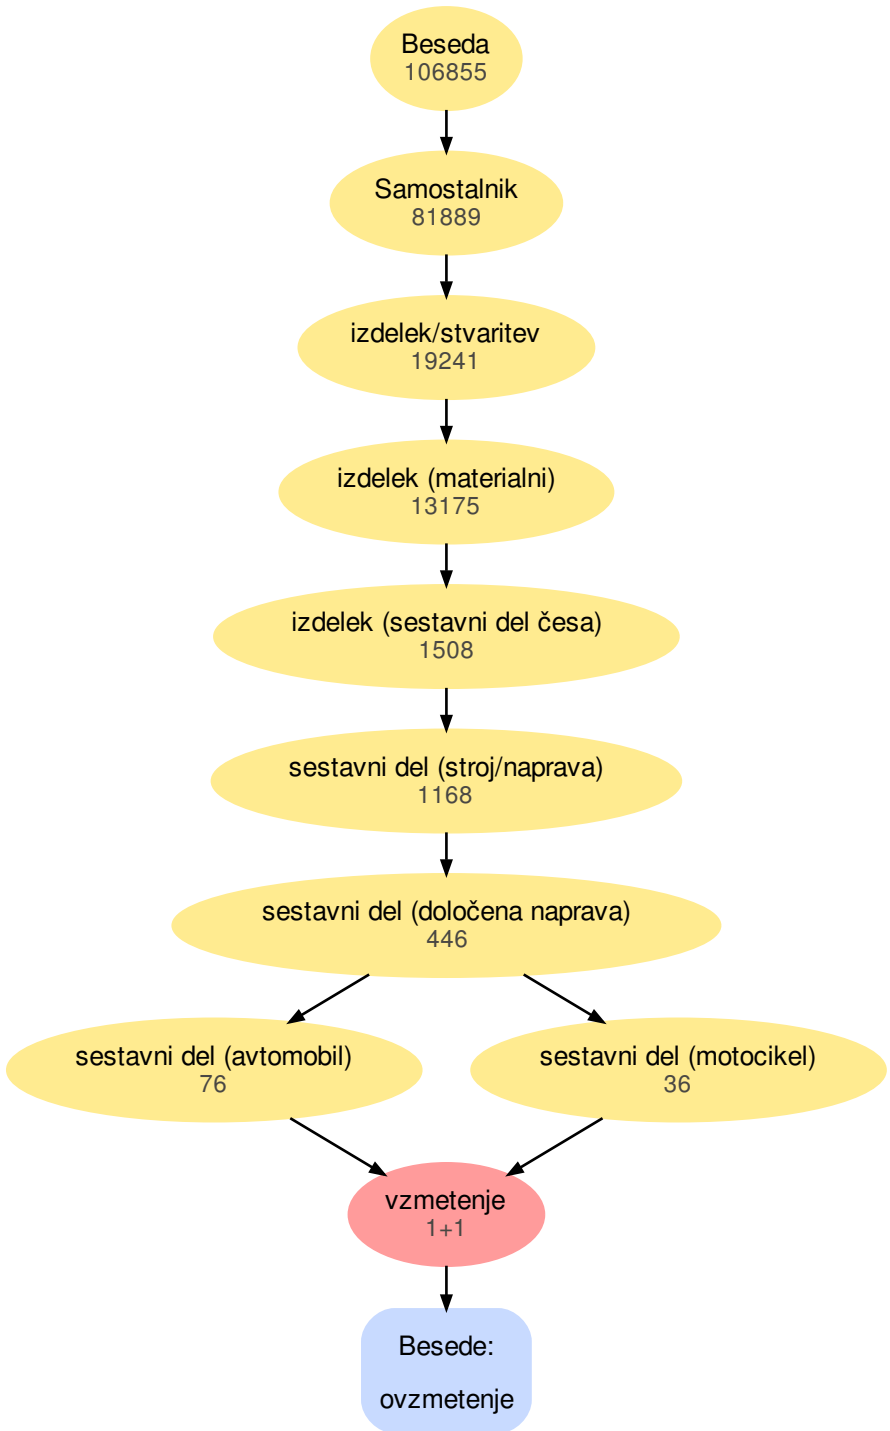 Beseda
106855
Samostalnik
81889
izdelek/stvaritev
19241
izdelek (materialni)
13175
izdelek (sestavni del česa)
1508
sestavni del (stroj/naprava)
1168
sestavni del (določena naprava)
446
sestavni del (avtomobil)
76
sestavni del (motocikel)
36
vzmetenje
1+1
Besede:
ovzmetenje